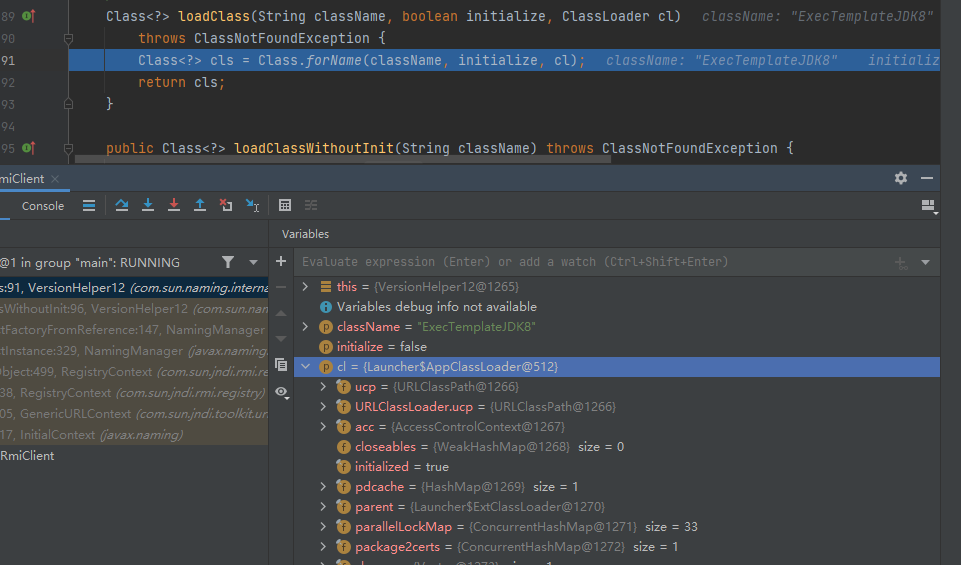 89 Class<?> loadClass(String className, boolean initialize, ClassLoader cl) className: "ExecTemplateJDK8"
90 throws ClassNotFoundException {
91 Class<?> cls = Class.forName(className, initialize, cl); className: "ExecTemplateJDK8" initializ
92 return cls;
93 }
94
95 public Class<?> loadClassWithoutInit(String className) throws ClassNotFoundException {
miClient
Console
Variables
@1 in group "main": RUNNING
Evaluate expression (Enter) or add a watch (Ctrl+Shift+Enter)
s:91, VersionHelper12 (com.sun.naming.interna
sWithoutInit:96, VersionHelper12 (com.sun.nam
ctFactoryFromReference:147, NamingManager
ctInstance:329, NamingManager (javax.naming
Object:499, RegistryContext (com.sun.jndi.rmi.re
38, RegistryContext (com.sun.jndi.rmi.registry)
05, GenericURLContext (com.sun.jndi.toolkit.ur
17, InitialContext (javax.naming)
RmiClient
this = {VersionHelper12@1265}
Variables debug info not available
className = "ExecTemplateJDK8"
initialize = false
cl = {Launcher$AppClassLoader@512}
ucp = {URLClassPath@1266}
URLClassLoader.ucp = {URLClassPath@1266}
acc = {AccessControlContext@1267}
closeables = {WeakHashMap@1268} size = 0
initialized = true
pdcache = {HashMap@1269} size = 1
parent = {Launcher$ExtClassLoader@1270}
parallelLockMap = {ConcurrentHashMap@1271} size = 33
package2certs = {ConcurrentHashMap@1272} size = 1